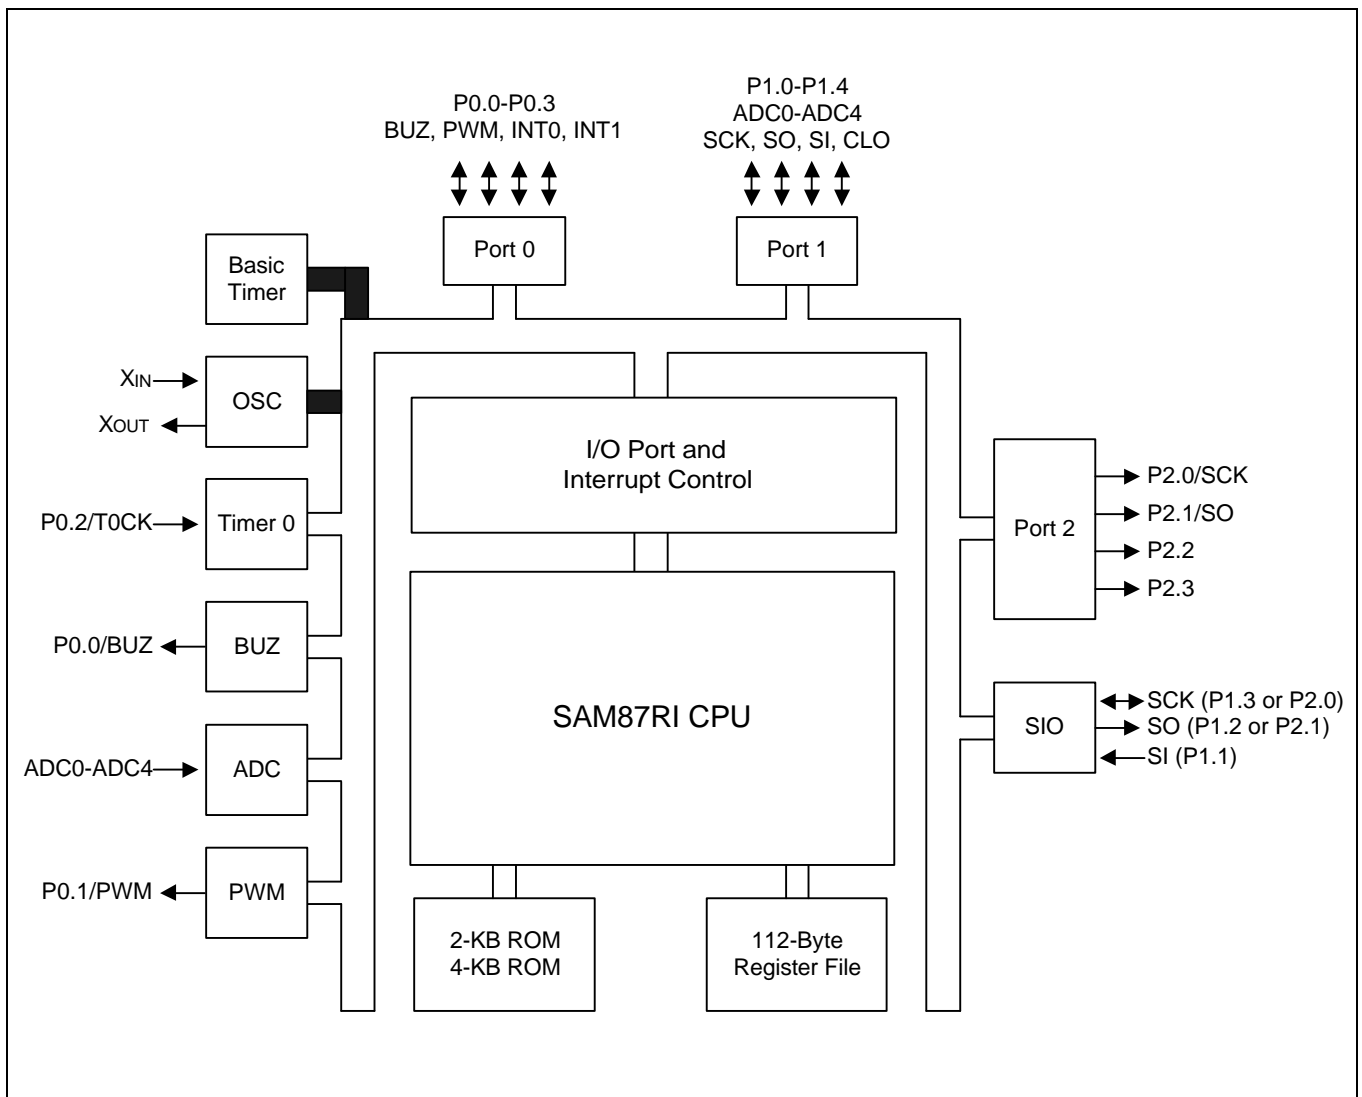 P0.0-P0.3
BUZ, PWM, INT0, INT1
P1.0-P1.4
ADC0-ADC4
SCK, SO, SI, CLO
Port 0
Port 1
Basic
Timer
XIN
XOUT
OSC
I/O Port and
Interrupt Control
P0.2/T0CK
Timer 0
Port 2
P2.0/SCK
P2.1/SO
P2.2
P2.3
P0.0/BUZ
BUZ
SAM87RI CPU
SIO
SCK (P1.3 or P2.0)
SO (P1.2 or P2.1)
SI (P1.1)
ADC0-ADC4
ADC
P0.1/PWM
PWM
2-KB ROM
4-KB ROM
112-Byte
Register File